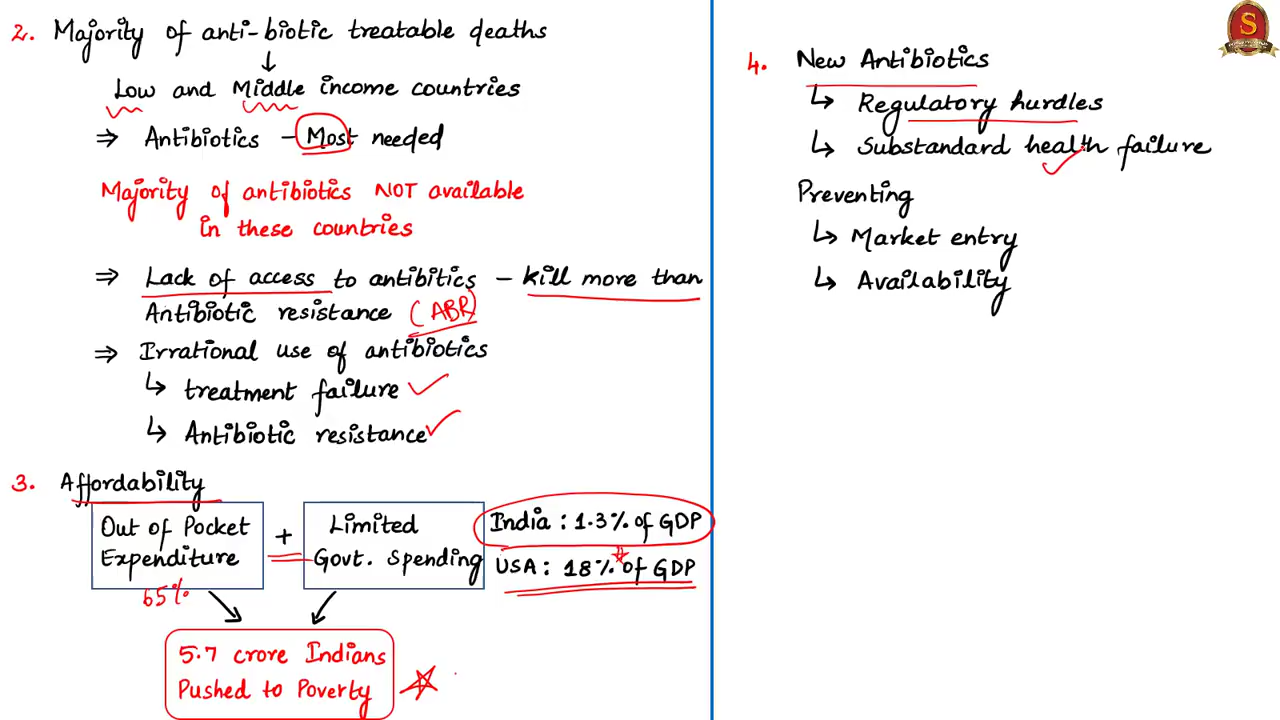 2. Majority of anti-biotic treatable deaths
↓
Low and Middle income countries
⇒ Antibiotics – Most needed
Majority of antibiotics NOT available
in these countries
⇒ Lack of access to antibitics – kill more than
Antibiotic resistance (ABR)
⇒ Irrational use of antibiotics
↳ treatment failure ✓
↳ Antibiotic resistance ✓
3. Affordability
Out of Pocket
Expenditure
65%
+
Limited
Govt. Spending
India : 1.3% of GDP
USA : 18% of GDP
5.7 crore Indians
Pushed to Poverty
4. New Antibiotics
↳ Regulatory hurdles
↳ Substandard health failure
Preventing
↳ Market entry
↳ Availability
S